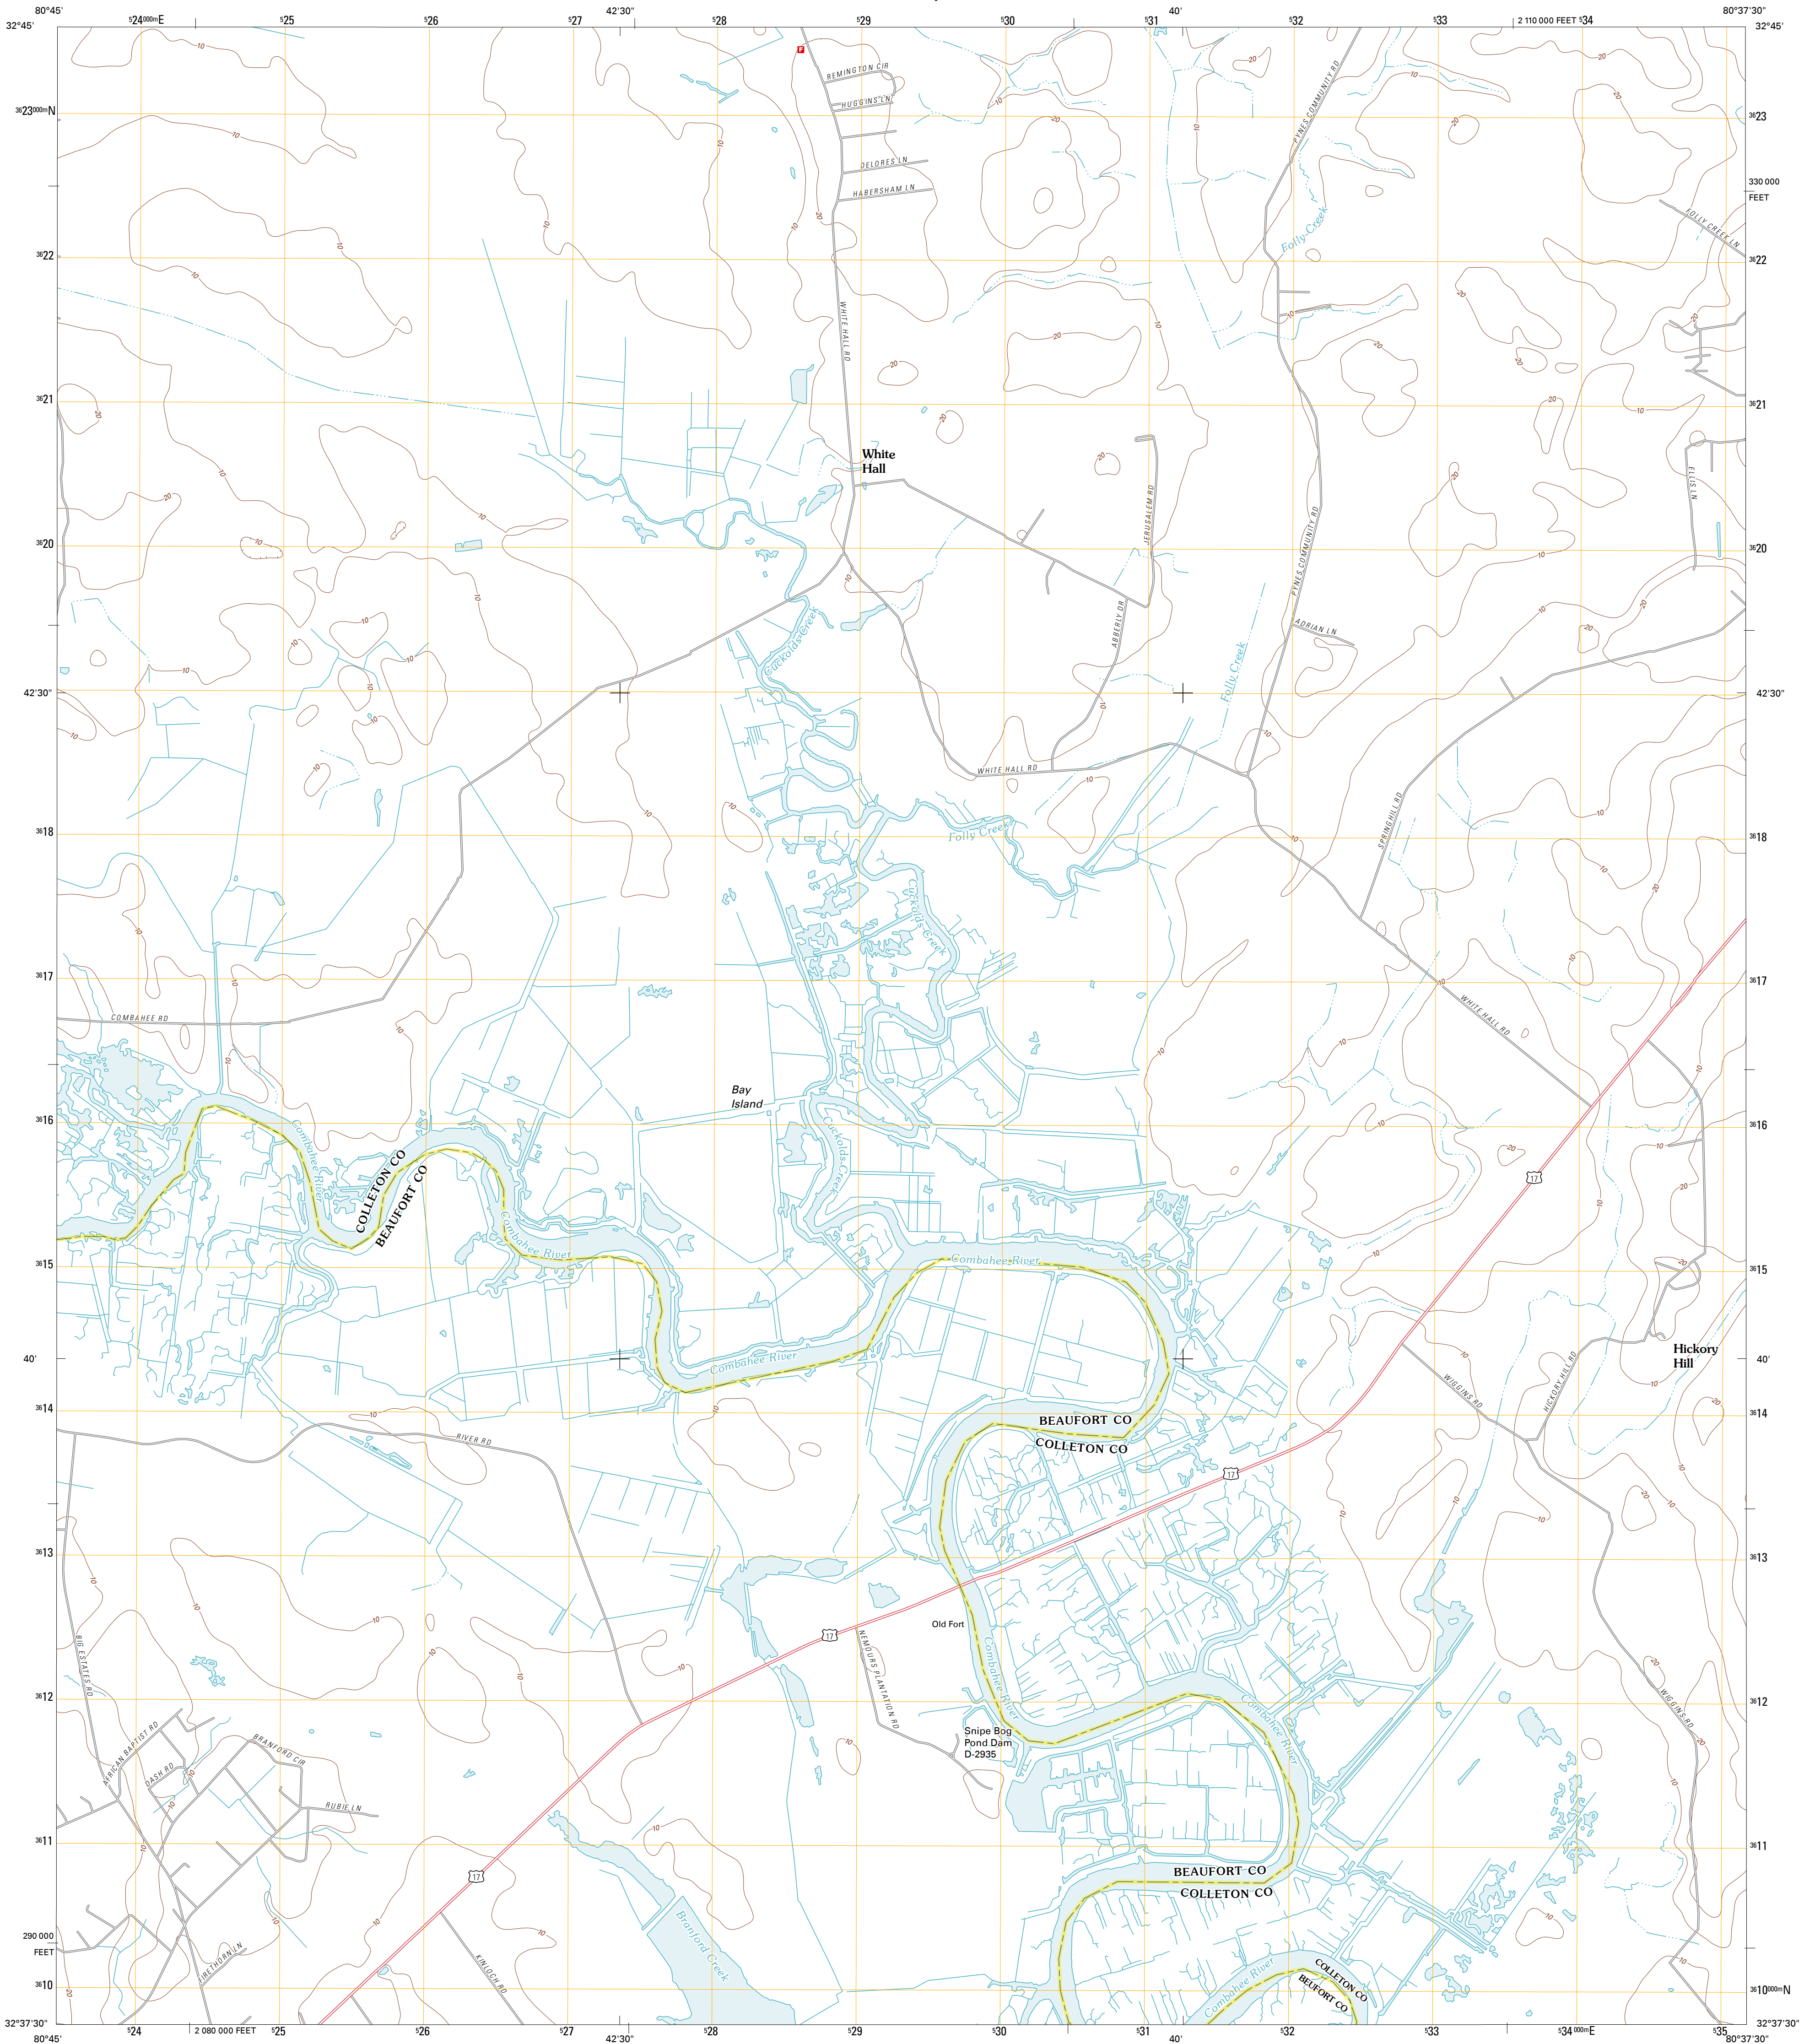 80°45' 524000mE 525 526 527 42'30" 528 529 530 531 40' 532 533 2 110 000 FEET 534 80°37'30"
32°45' 32°45'
F
REMINGTON CIR
HUGGINS LN
PYNES COMMUNITY RD
3623000mN 3623
DELORES LN
HABERSHAM LN
330 000
FEET
FOLLY CREEK LN
Folly Creek
3622 3622
WHITE HALL RD
3621 3621
White
Hall
ELLIS LN
JERUSALEM RD
PYNES COMMUNITY RD
3620 3620
ABBERLY DR
ADRIAN LN
Cuckolds Creek
Folly Creek
42'30" 42'30"
WHITE HALL RD
SPRING HILL RD
Folly Creek
3618 3618
Cuckolds Creek
3617 3617
COMBAHEE RD
WHITE HALL RD
Bay
Island
3616 3616
Combahee River
COLLETON CO
BEAUFORT CO
Cuckolds Creek
17
Combahee River
Combahee River
3615 3615
Combahee River
40' 40'
Hickory
Hill
HICKORY HILL RD
WIGGINS RD
3614 3614
BEAUFORT CO
COLLETON CO
RIVER RD
17
3613 3613
Old Fort
17
NEMOURS PLANTATION RD
BIG ESTATES RD
Combahee River
3612 3612
WIGGINS RD
Combahee River
AFRICAN BAPTIST RD
BRANFORD CIR
DASH RD
Snipe Bog
Pond Dam
D-2935
RUBIE LN
3611 3611
BEAUFORT CO
COLLETON CO
17
Branford Creek
290 000
FEET
FIRETHORN LN
KINLOCH RD
Combahee River
COLLETON CO
BEUFORT CO
3610 3610000mN
32°37'30" 32°37'30"
80°45' 524 2 080 000 FEET 525 526 527 42'30" 528 529 530 531 40' 532 533 534000mE 535 80°37'30"